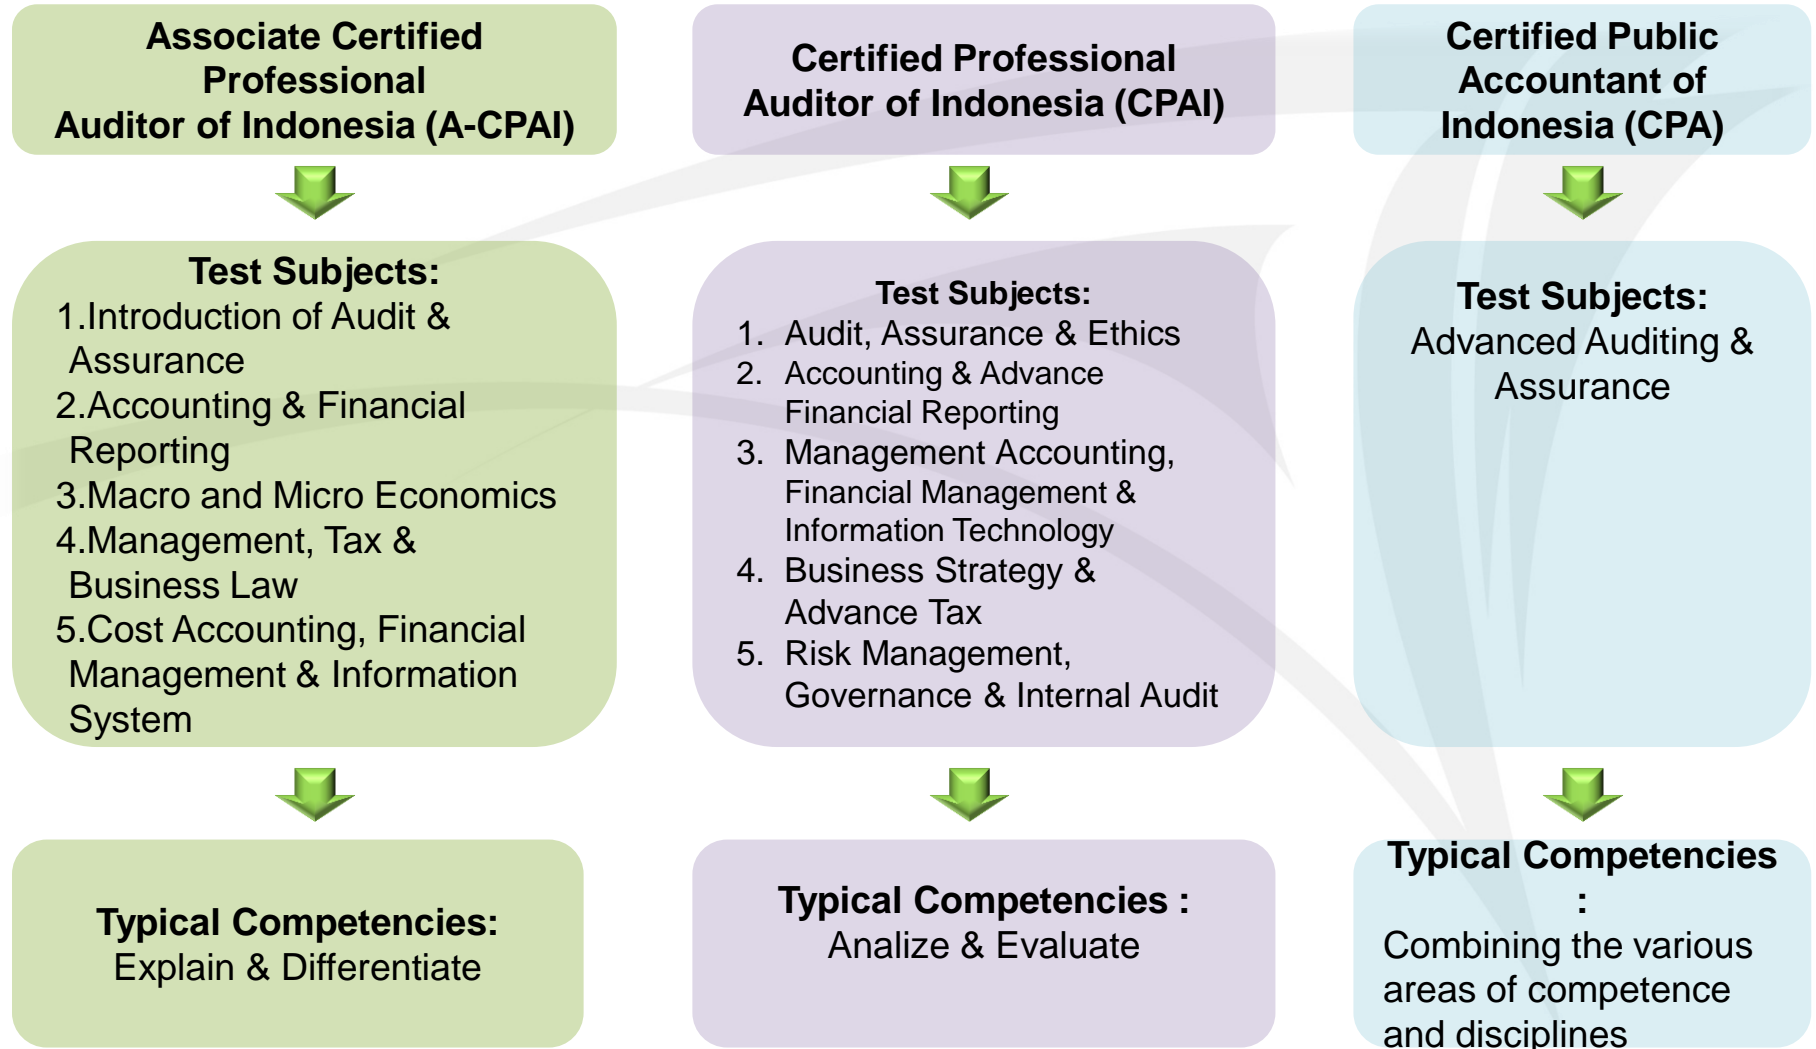 Associate Certified
Professional
Auditor of Indonesia (A-CPAI)
Test Subjects:
1.Introduction of Audit &
Assurance
2.Accounting & Financial
Reporting
3.Macro and Micro Economics
4.Management, Tax &
Business Law
5.Cost Accounting, Financial
Management & Information
System
Typical Competencies:
Explain & Differentiate
Certified Professional
Auditor of Indonesia (CPAI)
Test Subjects:
1. Audit, Assurance & Ethics
2. Accounting & Advance
Financial Reporting
3. Management Accounting,
Financial Management &
Information Technology
4. Business Strategy &
Advance Tax
5. Risk Management,
Governance & Internal Audit
Typical Competencies :
Analize & Evaluate
Certified Public
Accountant of
Indonesia (CPA)
Test Subjects:
Advanced Auditing &
Assurance
Typical Competencies
:
Combining the various
areas of competence
and disciplines